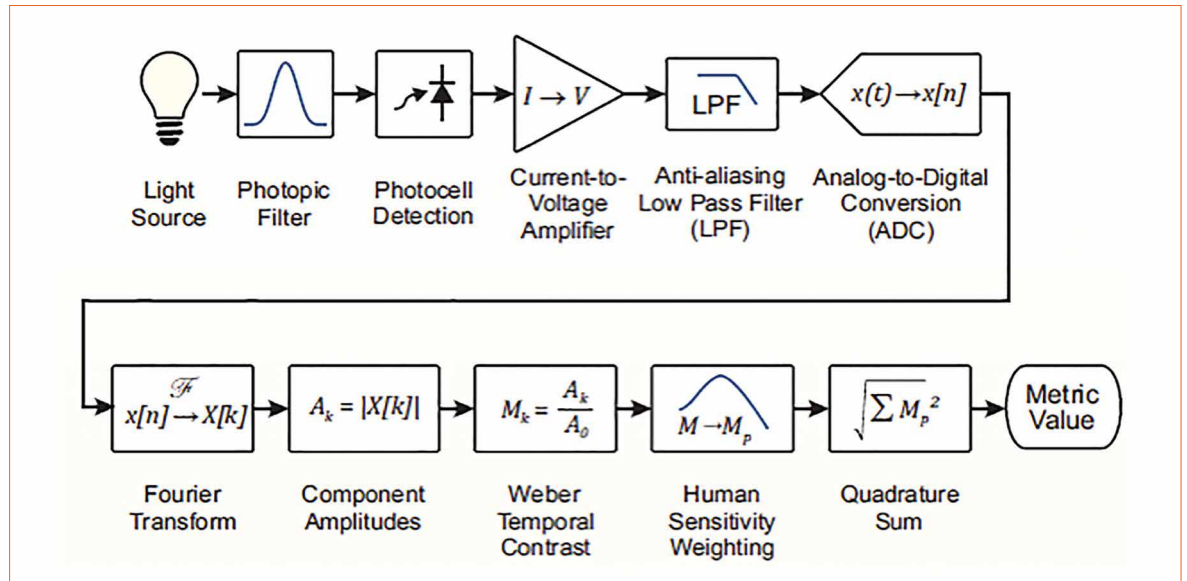 I → V
LPF
x(t)→x[n]
Light
Source
Photopic
Filter
Photocell
Detection
Current-to-
Voltage
Amplifier
Anti-aliasing
Low Pass Filter
(LPF)
Analog-to-Digital
Conversion
(ADC)
ℱ
x[n]→X[k]
A_k = |X[k]|
M_k = A_k / A_0
M→M_p
√∑ M_p²
Metric
Value
Fourier
Transform
Component
Amplitudes
Weber
Temporal
Contrast
Human
Sensitivity
Weighting
Quadrature
Sum